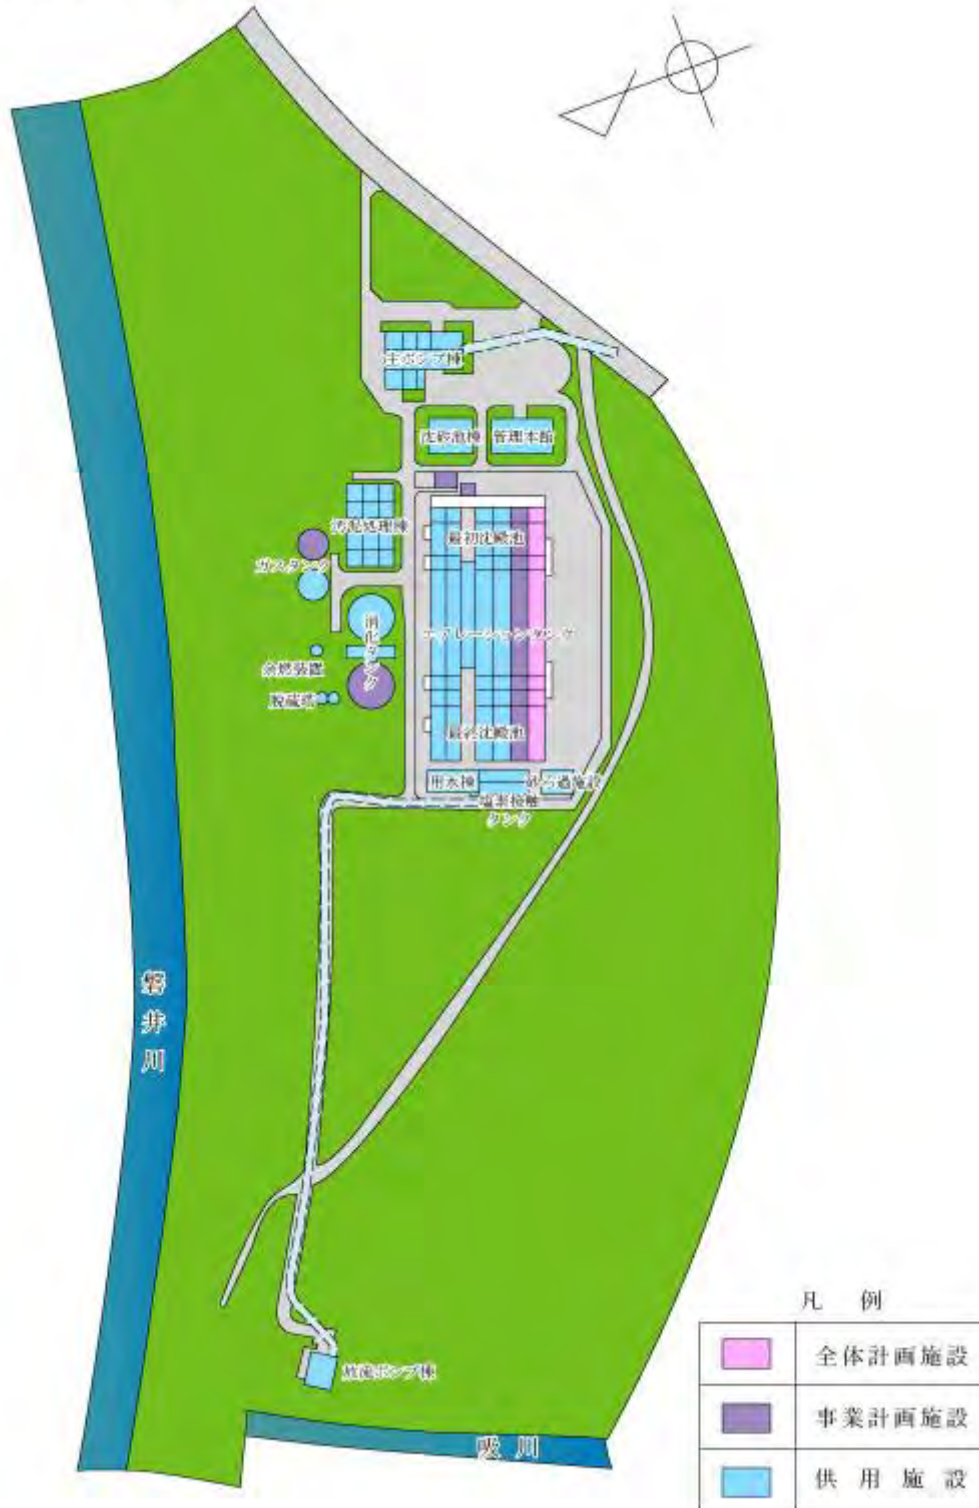 主ポンプ棟
沈砂池棟
管理本館
汚泥処理棟
最初沈殿池
ガスタンク
エアレーションタンク
消化タンク
余燃装置
脱硫塔
最終沈殿池
用水棟
砂ろ過施設
塩素接触
タンク
磐井川
放流ポンプ棟
吸川
凡例
全体計画施設
事業計画施設
供用施設